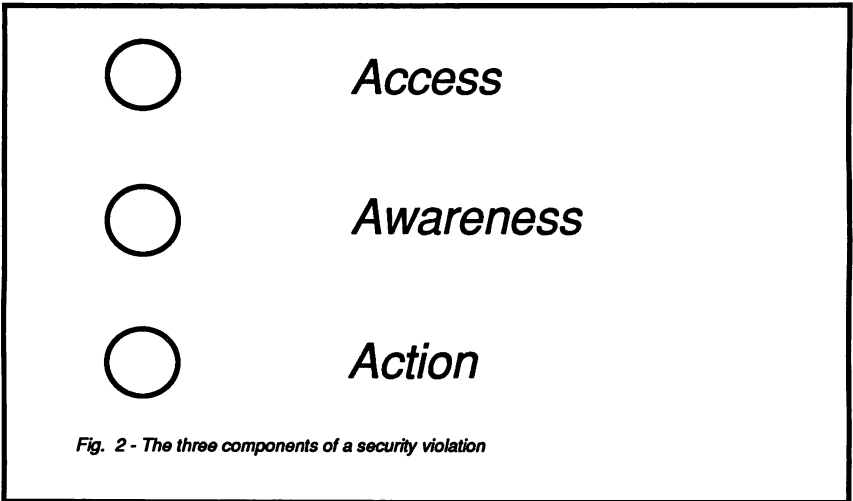 Access
Awareness
Action
Fig. 2 - The three components of a security violation